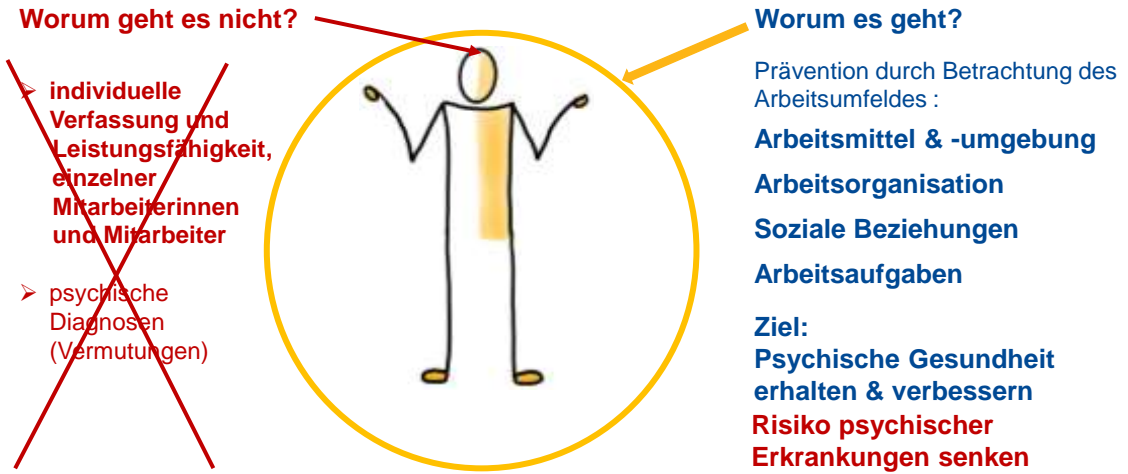 Worum geht es nicht?
➢ individuelle
Verfassung und
Leistungsfähigkeit,
einzelner
Mitarbeiterinnen
und Mitarbeiter
➢ psychische
Diagnosen
(Vermutungen)
Worum es geht?
Prävention durch Betrachtung des
Arbeitsumfeldes :
Arbeitsmittel & -umgebung
Arbeitsorganisation
Soziale Beziehungen
Arbeitsaufgaben
Ziel:
Psychische Gesundheit
erhalten & verbessern
Risiko psychischer
Erkrankungen senken